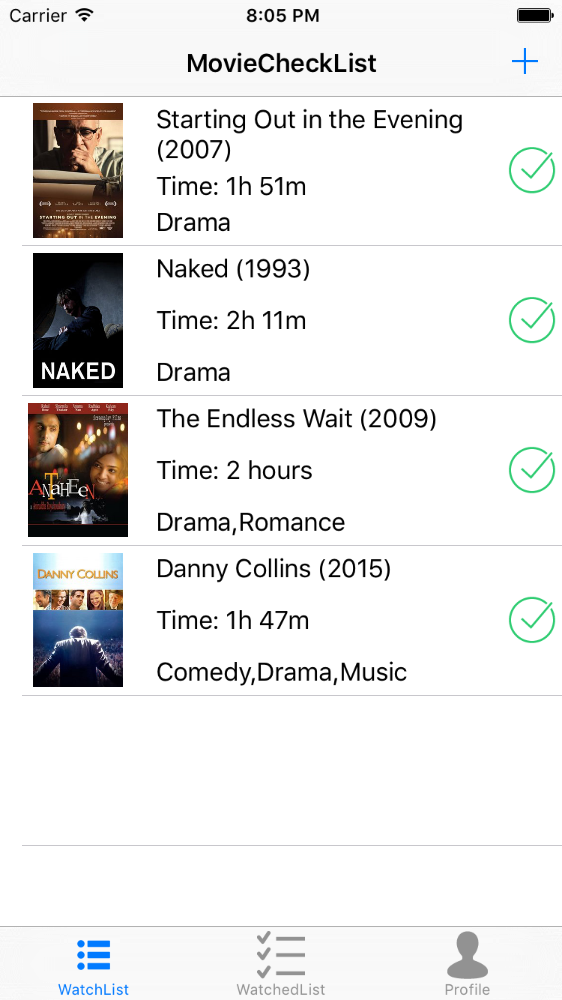 Carrier 8:05 PM
MovieCheckList
Starting Out in the Evening
(2007)
Time: 1h 51m
Drama
STARTING OUT IN THE EVENING
Naked (1993)
Time: 2h 11m
Drama
NAKED
The Endless Wait (2009)
Time: 2 hours
Drama,Romance
ANTAHEEN
Danny Collins (2015)
Time: 1h 47m
Comedy,Drama,Music
DANNY COLLINS
WatchList WatchedList Profile